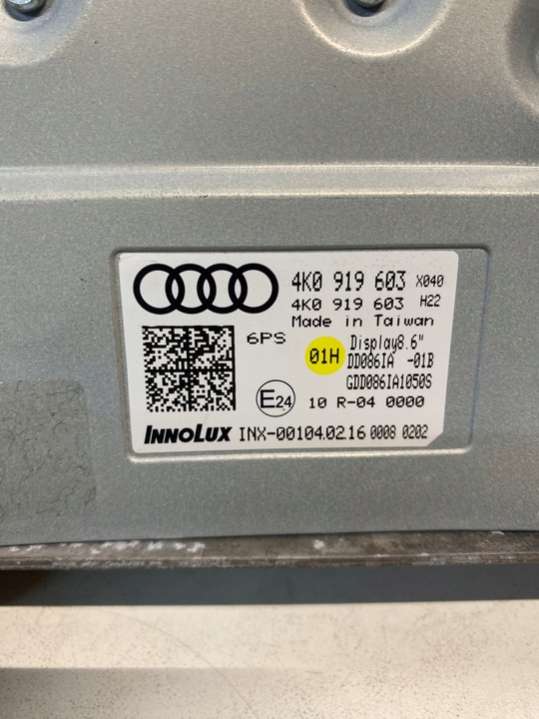 4K0 919 603 X040
4K0 919 603 H22
Made in Taiwan
6PS
01H
Display8.6"
DD086IA -01B
GDD086IA1050S
E24
10 R-04 0000
INNOLUX INX-00104.02.16 0008 0202